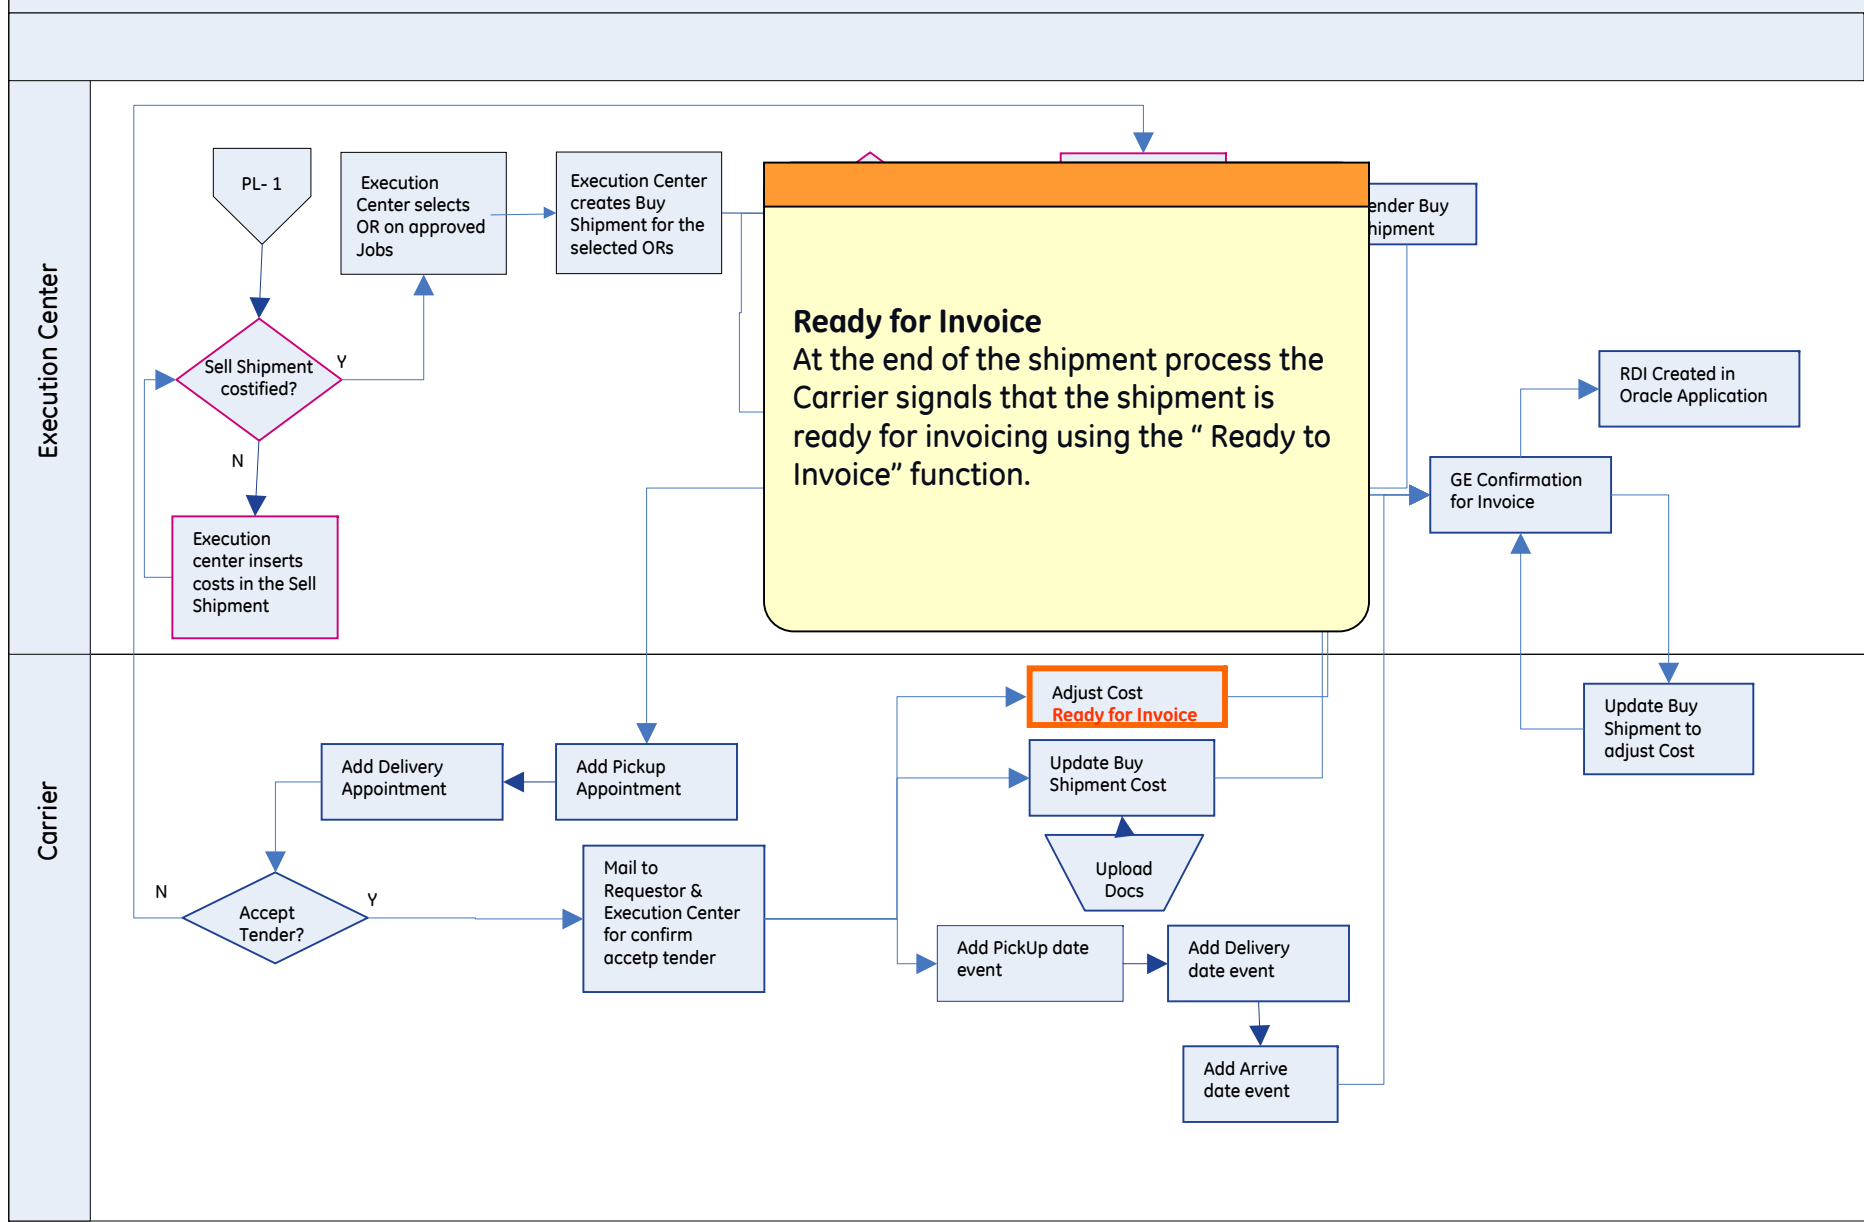 Execution Center
PL- 1
Execution
Center selects
OR on approved
Jobs
Execution Center
creates Buy
Shipment for the
selected ORs
Buy
Sell Shipment
costified?
Y
N
Execution
center inserts
costs in the Sell
Shipment
Ready for Invoice
At the end of the shipment process the
Carrier signals that the shipment is
ready for invoicing using the “ Ready to
Invoice” function.
RDI Created in
Oracle Application
GE Confirmation
for Invoice
Carrier
Adjust Cost
Ready for Invoice
Update Buy
Shipment to
adjust Cost
Add Delivery
Appointment
Add Pickup
Appointment
Update Buy
Shipment Cost
Upload
Docs
N
Accept
Tender?
Y
Mail to
Requestor &
Execution Center
for confirm
accetp tender
Add PickUp date
event
Add Delivery
date event
Add Arrive
date event